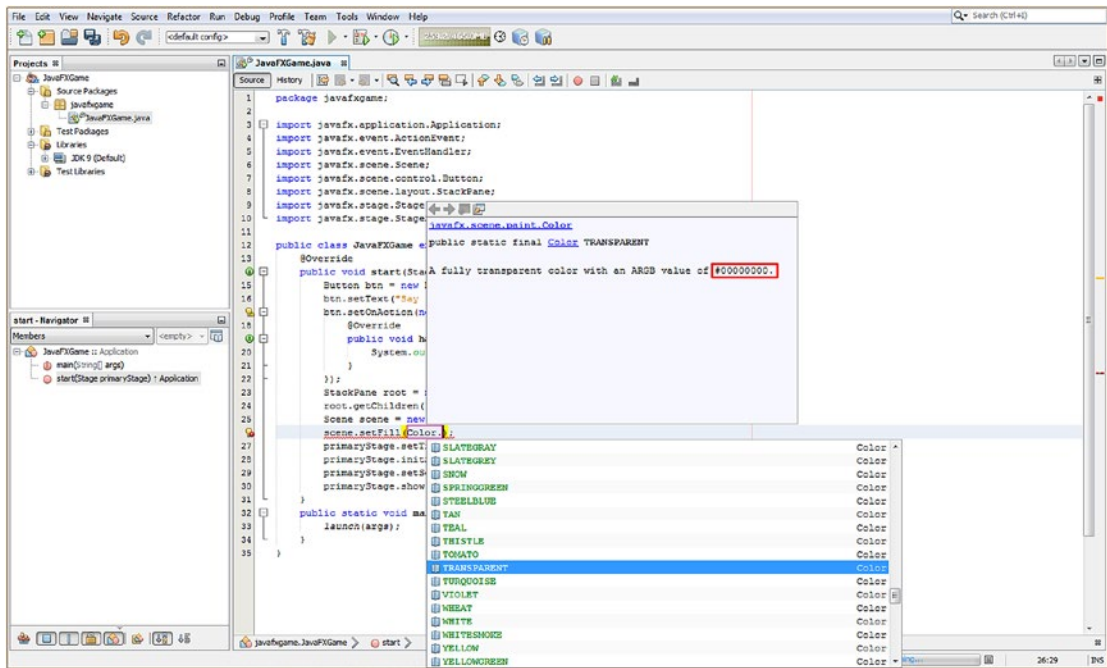 File Edit View Navigate Source Refactor Run Debug Profile Team Tools Window Help
Search (Ctrl+I)
<default config>
Projects
JavaFXGame
Source Packages
javafxgame
JavaFXGame.java
Test Packages
Libraries
JDK 9 (Default)
Test Libraries
start - Navigator
Members
<empty>
JavaFXGame :: Application
main(String[] args)
start(Stage primaryStage) : Application
JavaFXGame.java
Source History
1 package javafxgame;
2
3 import javafx.application.Application;
4 import javafx.event.ActionEvent;
5 import javafx.event.EventHandler;
6 import javafx.scene.Scene;
7 import javafx.scene.control.Button;
8 import javafx.scene.layout.StackPane;
9 import javafx.stage.Stage
10 import javafx.stage.Stage
11
12 public class JavaFXGame e
13 @Override
public void start(Sta
15 Button btn = new
16 btn.setText("Say
btn.setOnAction(n
18 @Override
public void h
20 System.ou
21 }
22 });
23 StackPane root =
24 root.getChildren(
25 Scene scene = new
scene.setFill(Color.);
27 primaryStage.setT
28 primaryStage.init
29 primaryStage.setS
30 primaryStage.show
31 }
32 public static void ma
33 launch(args);
34 }
35 }
javafx.scene.paint.Color
public static final Color TRANSPARENT
A fully transparent color with an ARGB value of #00000000.
SLATEGRAY Color
SLATEGREY Color
SNOW Color
SPRINGGREEN Color
STEELBLUE Color
TAN Color
TEAL Color
THISTLE Color
TOMATO Color
TRANSPARENT Color
TURQUOISE Color
VIOLET Color
WHEAT Color
WHITE Color
WHITESMOKE Color
YELLOW Color
YELLOWGREEN Color
javafxgame.JavaFXGame start
26:29 INS